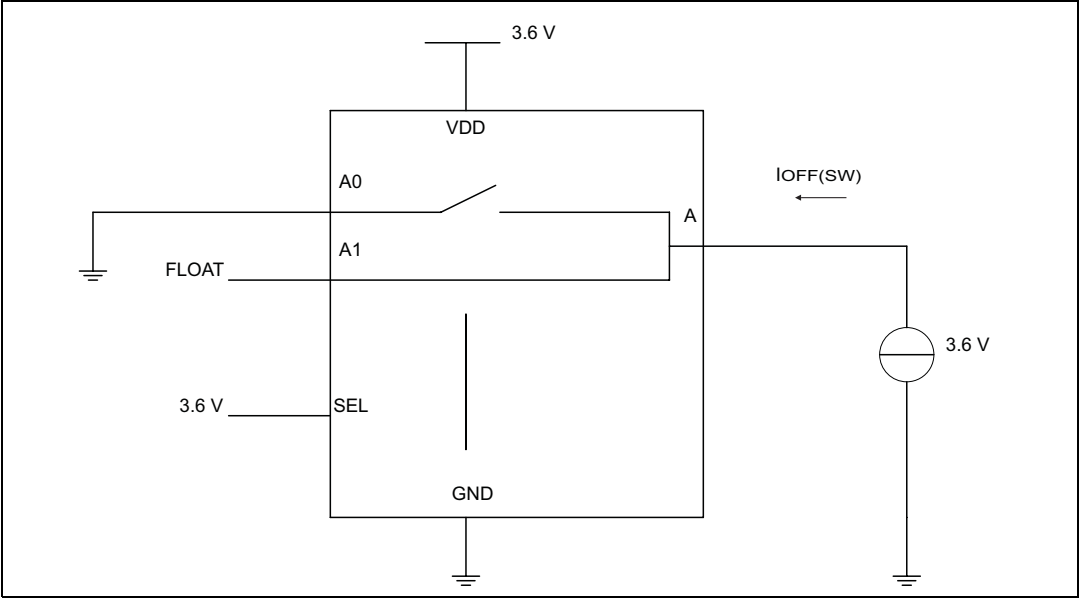 3.6 V
VDD
A0
IOFF(SW)
A
A1
FLOAT
3.6 V
3.6 V
SEL
GND